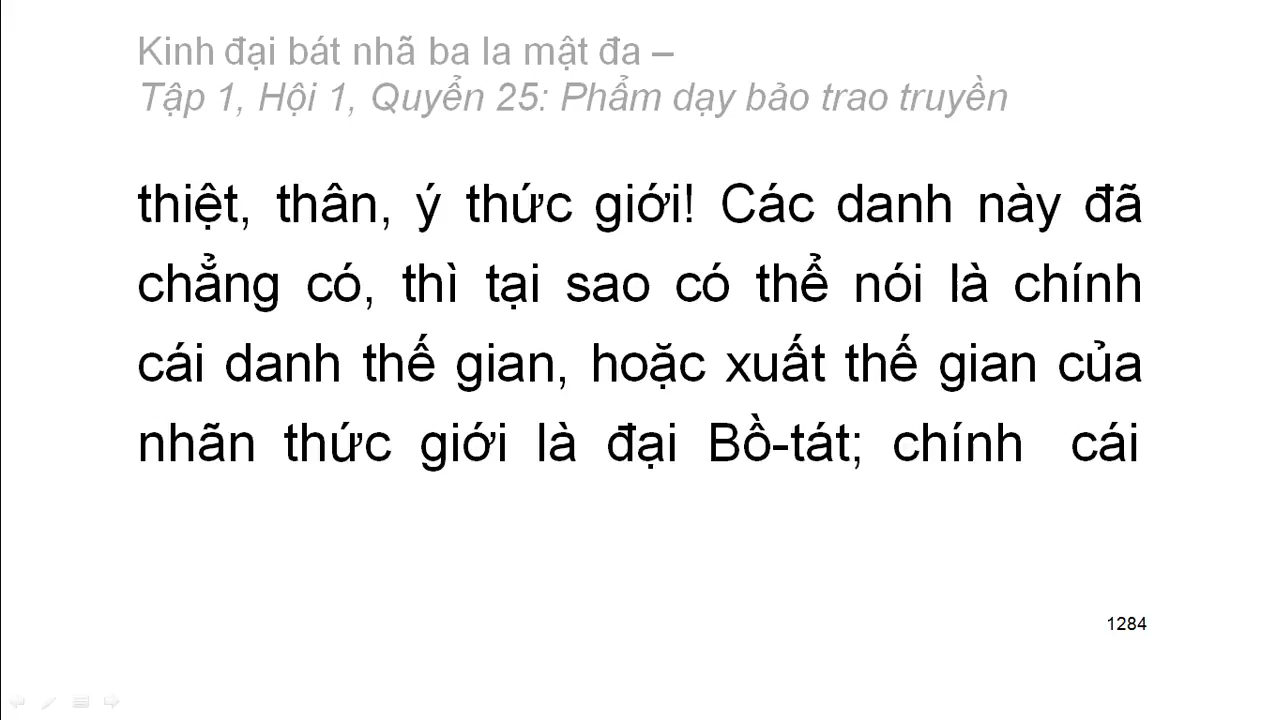 Kinh đại bát nhã ba la mật đa –
Tập 1, Hội 1, Quyển 25: Phẩm dạy bảo trao truyền
thiệt, thân, ý thức giới! Các danh này đã
chẳng có, thì tại sao có thể nói là chính
cái danh thế gian, hoặc xuất thế gian của
nhãn thức giới là đại Bồ-tát; chính cái
1284